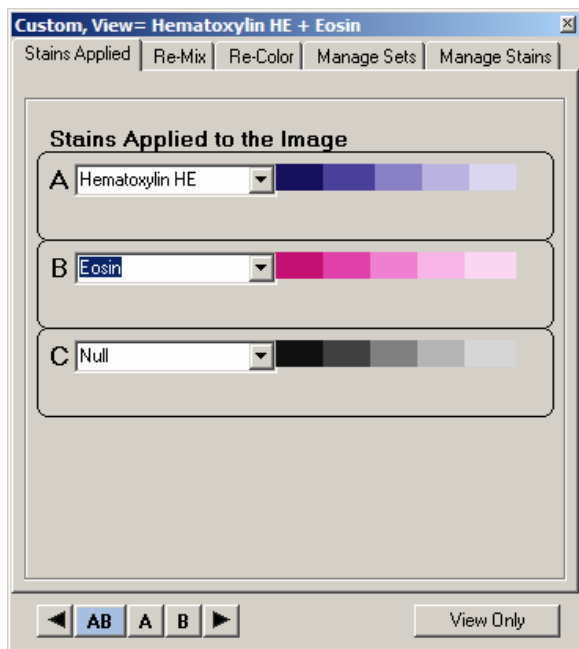 Custom, View= Hematoxylin HE + Eosin
Stains Applied Re-Mix Re-Color Manage Sets Manage Stains
Stains Applied to the Image
A Hematoxylin HE
B Eosin
C Null
AB A B View Only